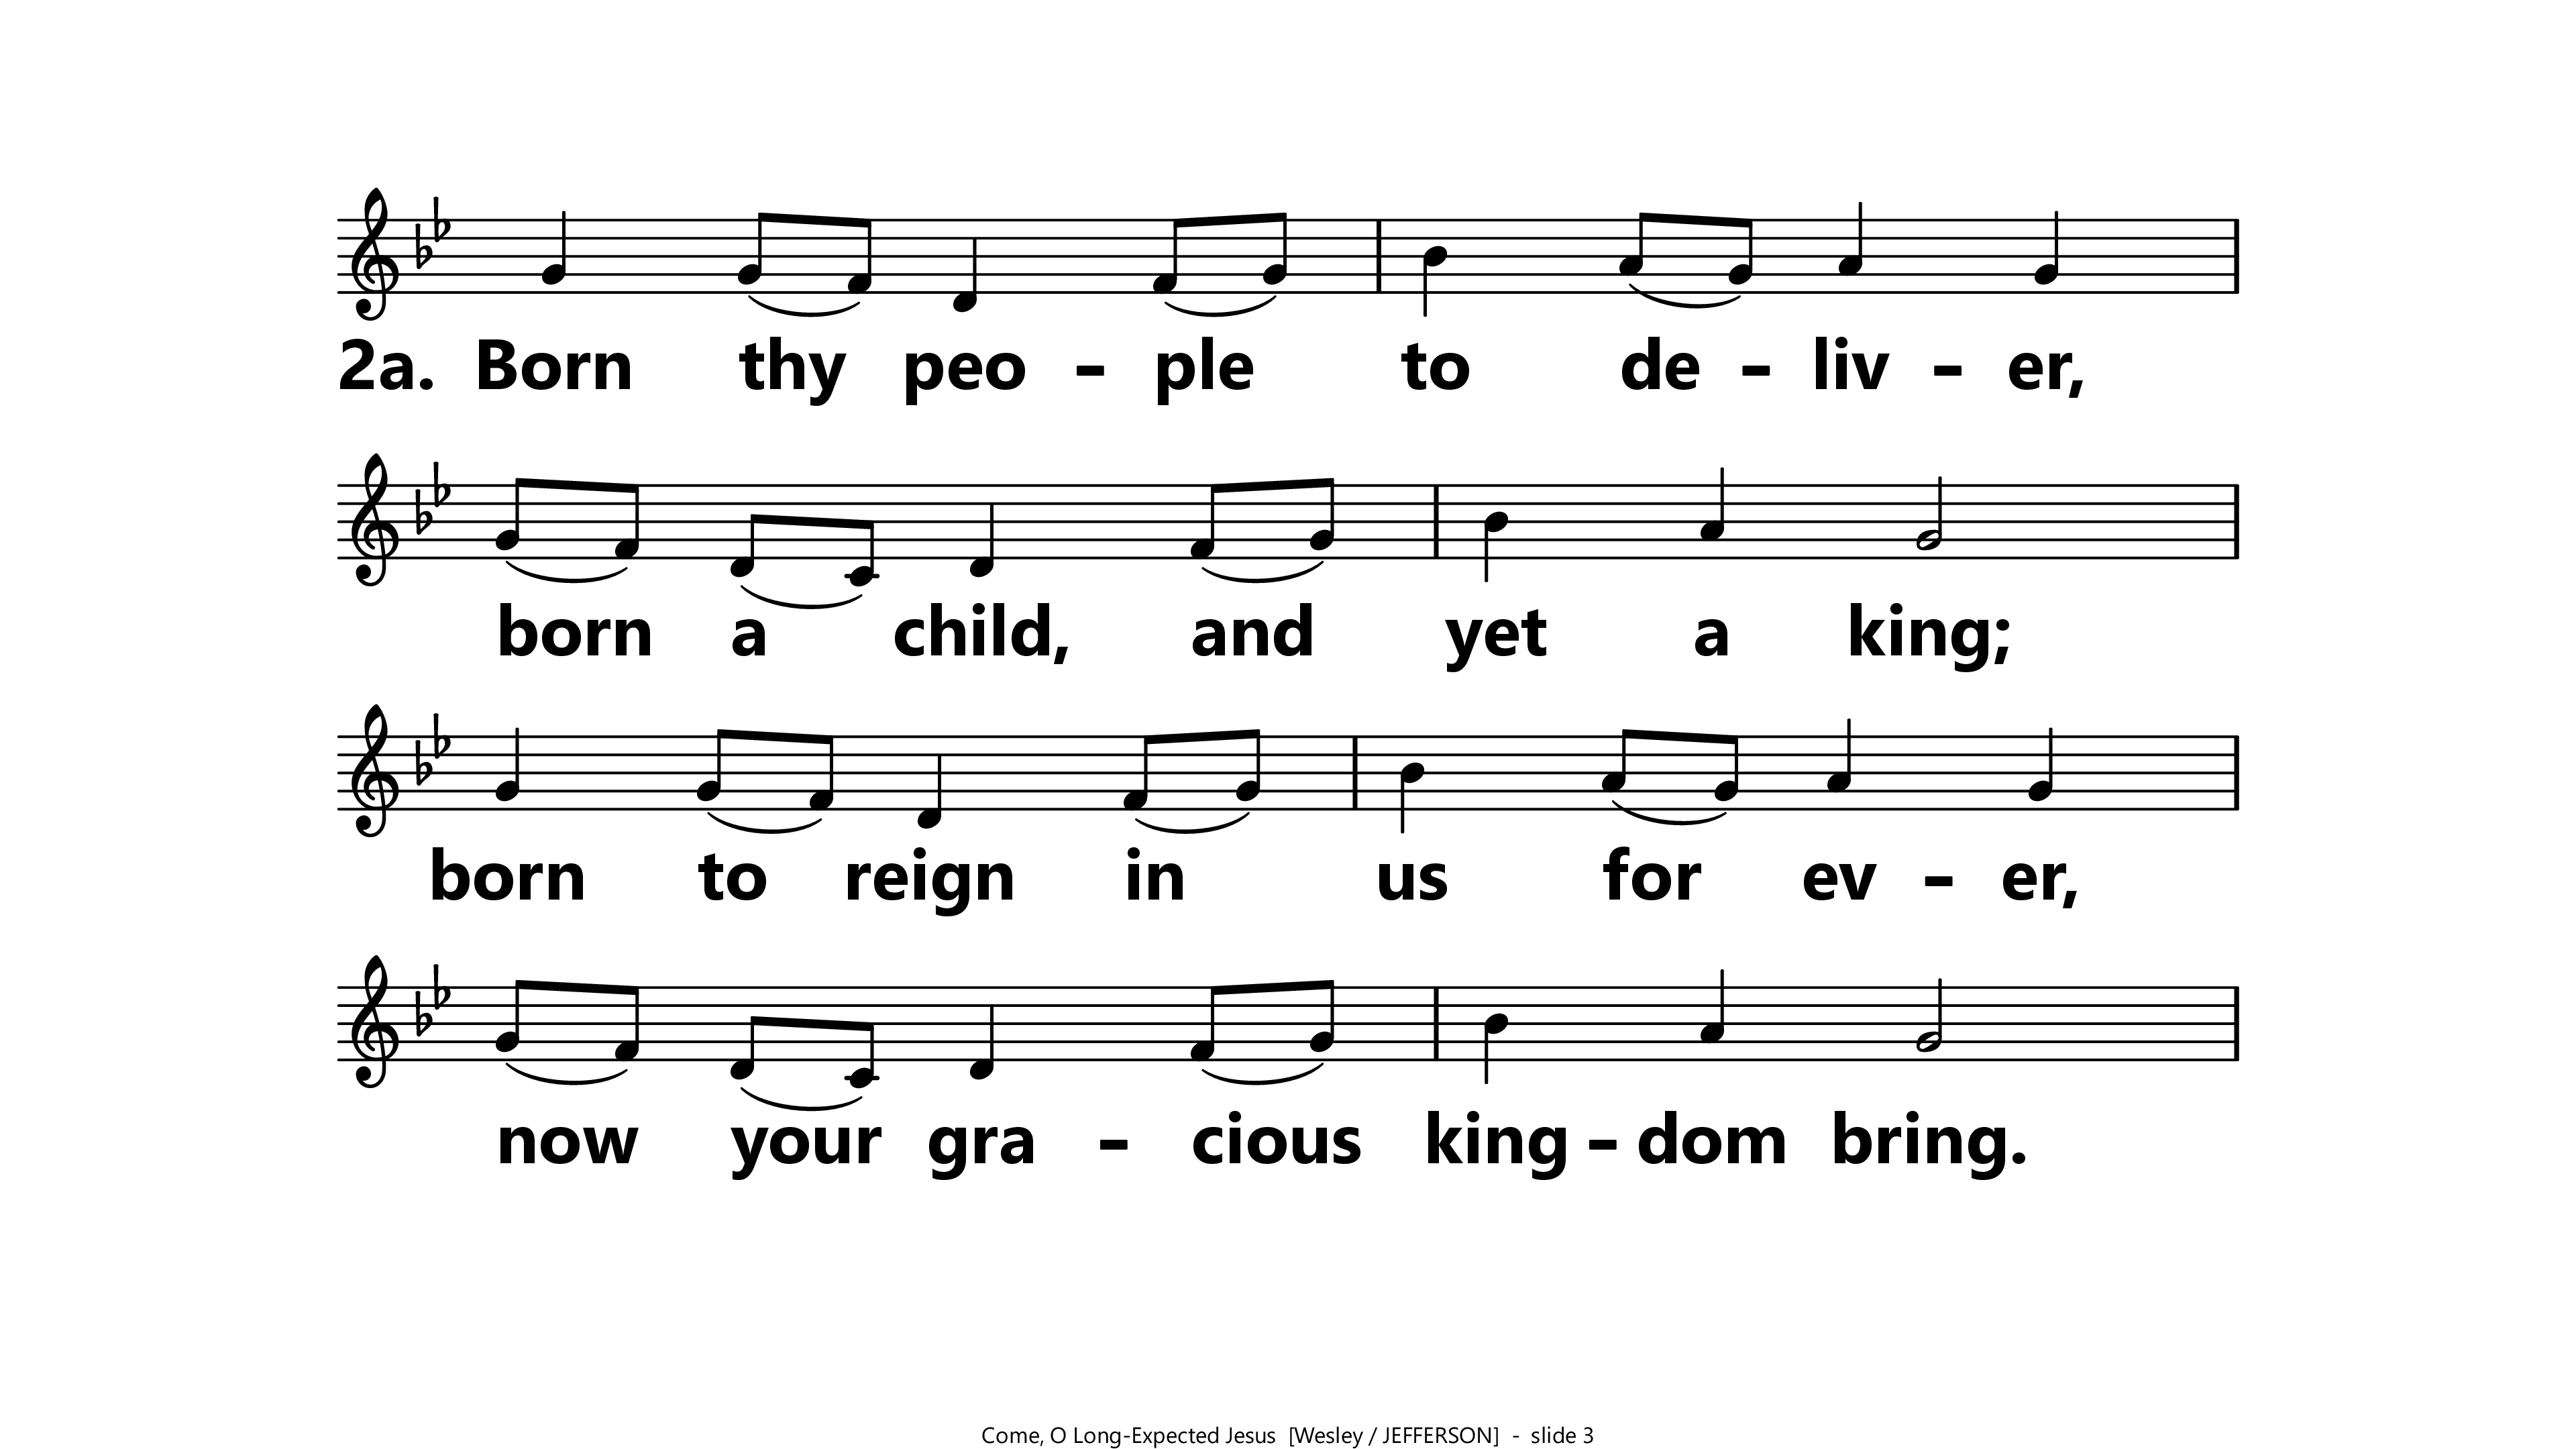 2a. Born thy peo – ple to de – liv – er,
born a child, and yet a king;
born to reign in us for ev – er,
now your gra – cious king – dom bring.
Come, O Long-Expected Jesus [Wesley / JEFFERSON] - slide 3